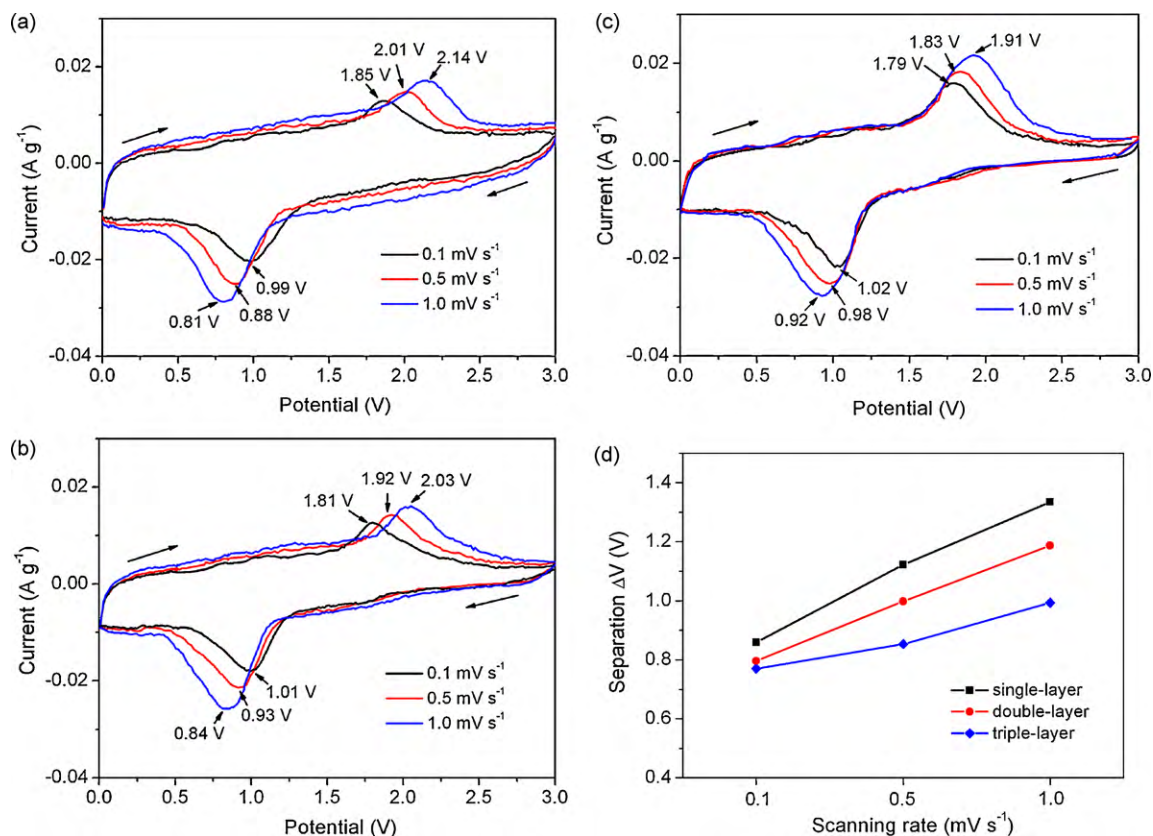 (a)
0.02
0.00
-0.02
-0.04
Current (A g⁻¹)
1.85 V
2.01 V
2.14 V
0.99 V
0.88 V
0.81 V
0.1 mV s⁻¹
0.5 mV s⁻¹
1.0 mV s⁻¹
0.0 0.5 1.0 1.5 2.0 2.5 3.0
Potential (V)
(c)
0.02
0.00
-0.02
-0.04
Current (A g⁻¹)
1.79 V
1.83 V
1.91 V
1.02 V
0.98 V
0.92 V
0.1 mV s⁻¹
0.5 mV s⁻¹
1.0 mV s⁻¹
0.0 0.5 1.0 1.5 2.0 2.5 3.0
Potential (V)
(b)
0.02
0.00
-0.02
-0.04
Current (A g⁻¹)
1.81 V
1.92 V
2.03 V
1.01 V
0.93 V
0.84 V
0.1 mV s⁻¹
0.5 mV s⁻¹
1.0 mV s⁻¹
0.0 0.5 1.0 1.5 2.0 2.5 3.0
Potential (V)
(d)
1.4
1.2
1.0
0.8
0.6
0.4
Separation ΔV (V)
single-layer
double-layer
triple-layer
0.1 0.5 1.0
Scanning rate (mV s⁻¹)